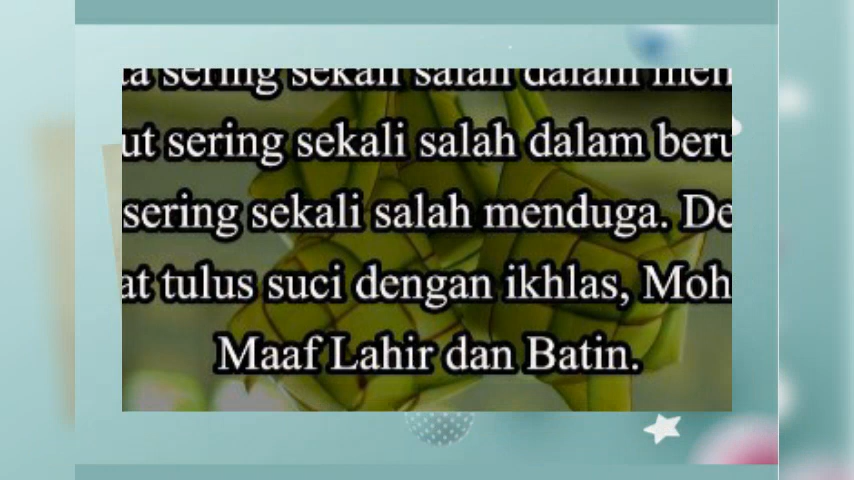 sering sekali salah dalam
sering sekali salah dalam
sering sekali salah menduga.
tulus suci dengan ikhlas,
Maaf Lahir dan Batin.